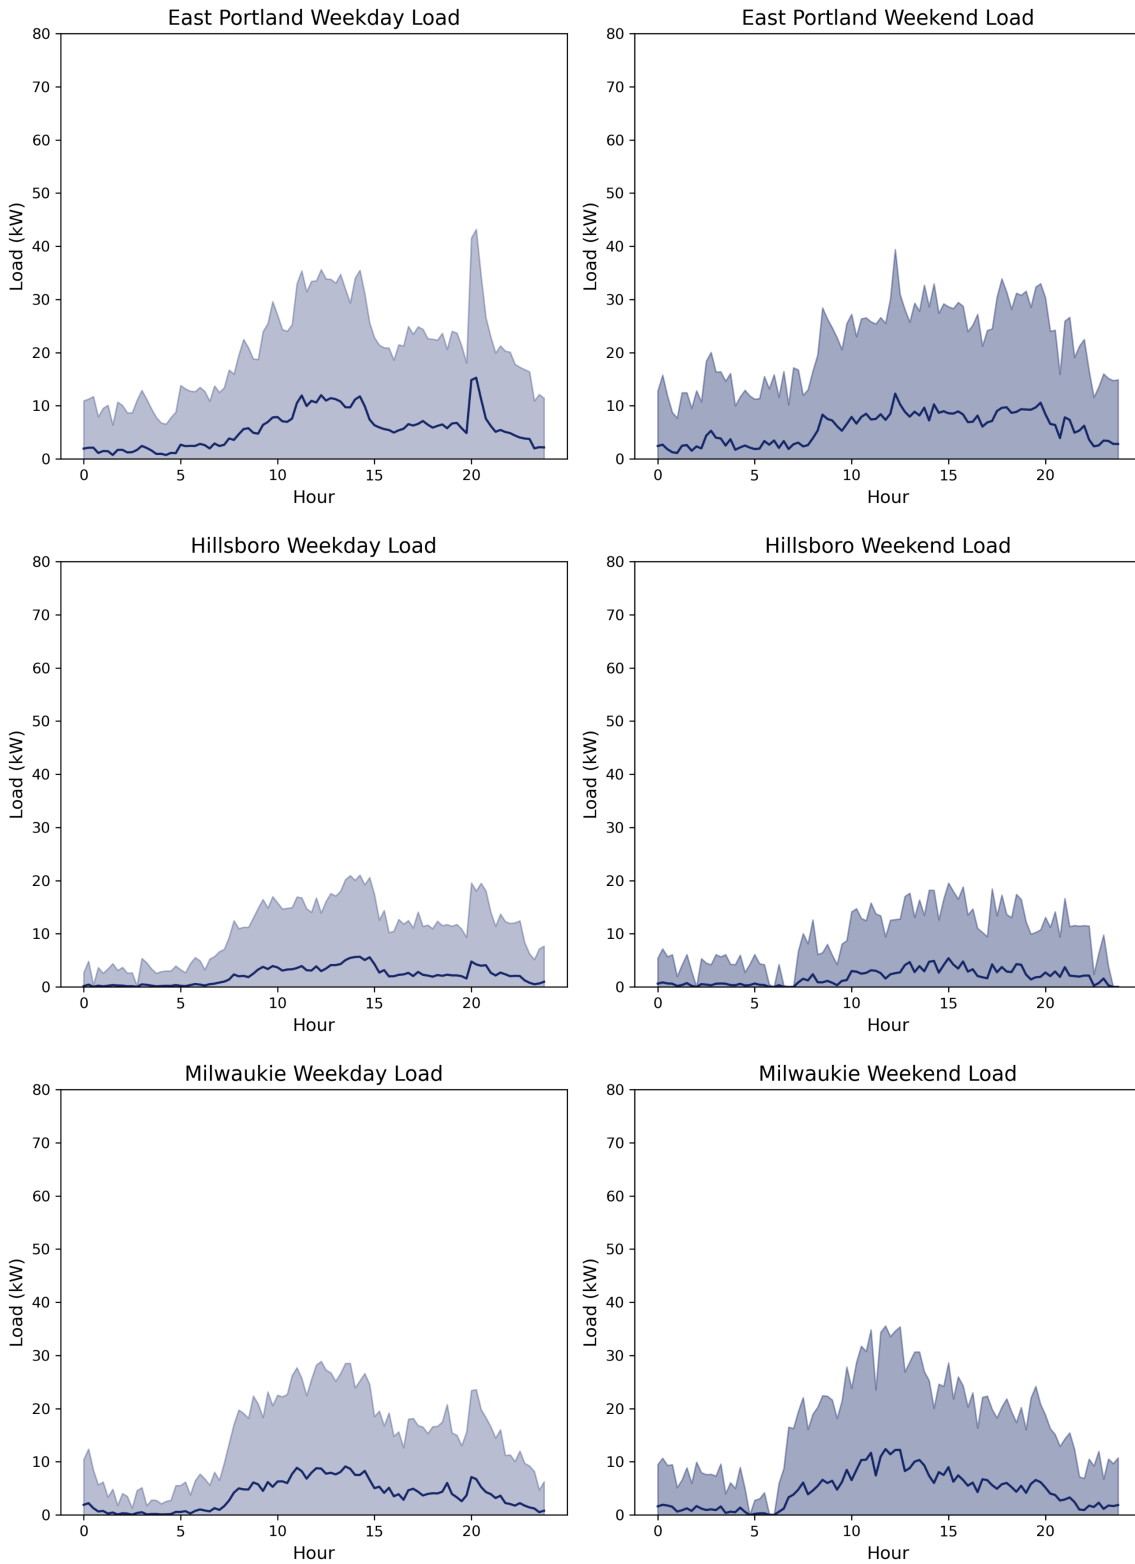 East Portland Weekday Load
80
70
60
50
40
30
20
10
0
Load (kW)
0 5 10 15 20
Hour
East Portland Weekend Load
80
70
60
50
40
30
20
10
0
Load (kW)
0 5 10 15 20
Hour
Hillsboro Weekday Load
80
70
60
50
40
30
20
10
0
Load (kW)
0 5 10 15 20
Hour
Hillsboro Weekend Load
80
70
60
50
40
30
20
10
0
Load (kW)
0 5 10 15 20
Hour
Milwaukie Weekday Load
80
70
60
50
40
30
20
10
0
Load (kW)
0 5 10 15 20
Hour
Milwaukie Weekend Load
80
70
60
50
40
30
20
10
0
Load (kW)
0 5 10 15 20
Hour